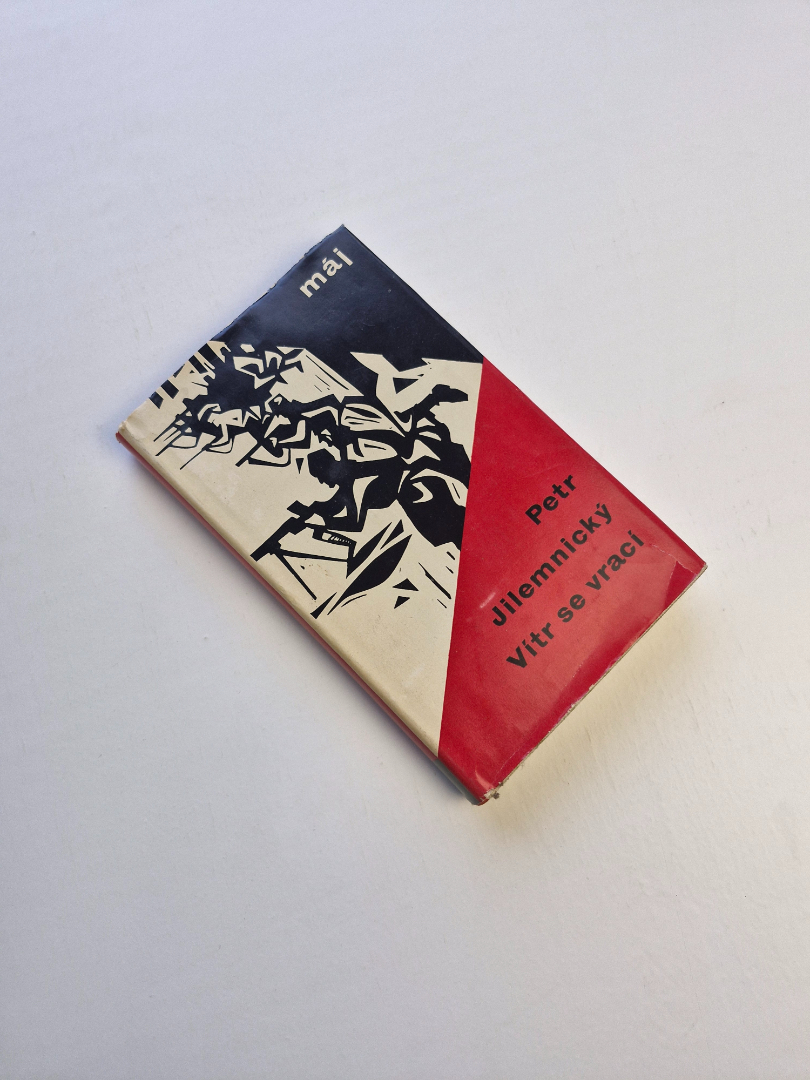 máj
Petr
Jilemnický
Vítr se vrací